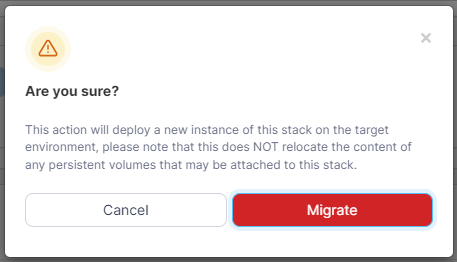 Are you sure?
This action will deploy a new instance of this stack on the target
environment, please note that this does NOT relocate the content of
any persistent volumes that may be attached to this stack.
Cancel
Migrate